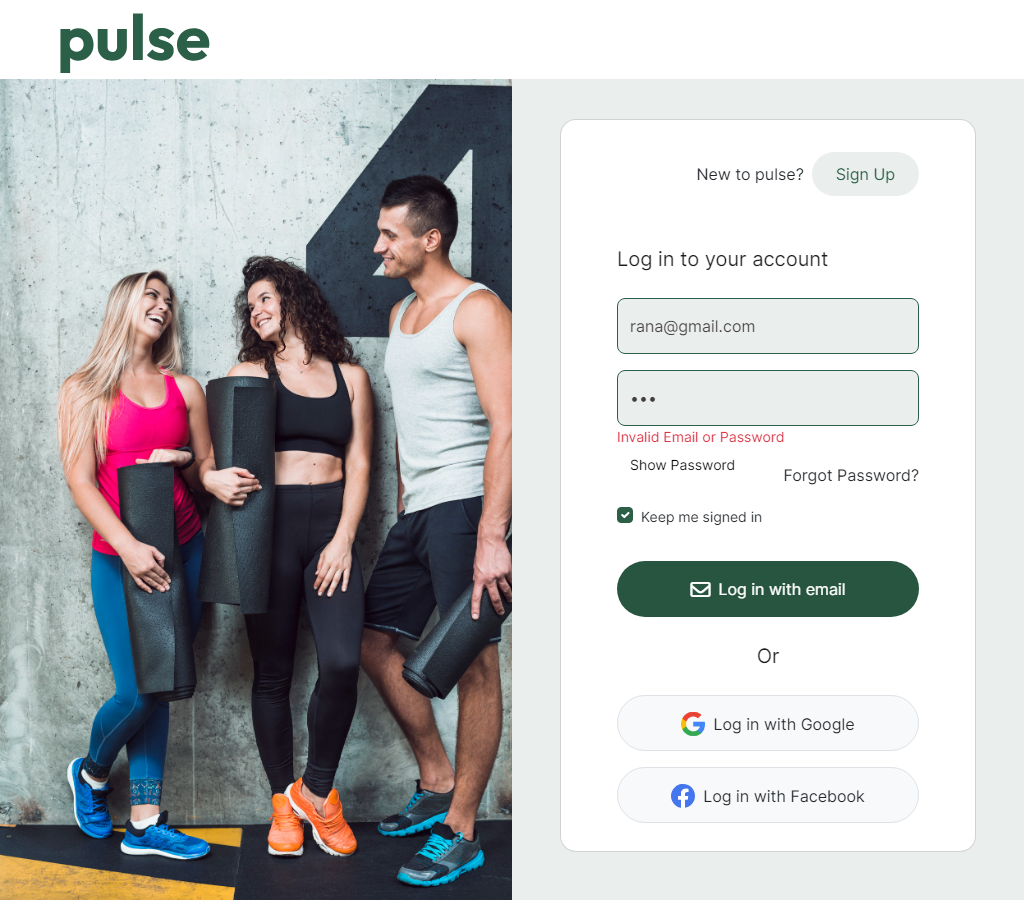 pulse
New to pulse? Sign Up
Log in to your account
rana@gmail.com
•••
Invalid Email or Password
Show Password
Forgot Password?
Keep me signed in
Log in with email
Or
Log in with Google
Log in with Facebook
4